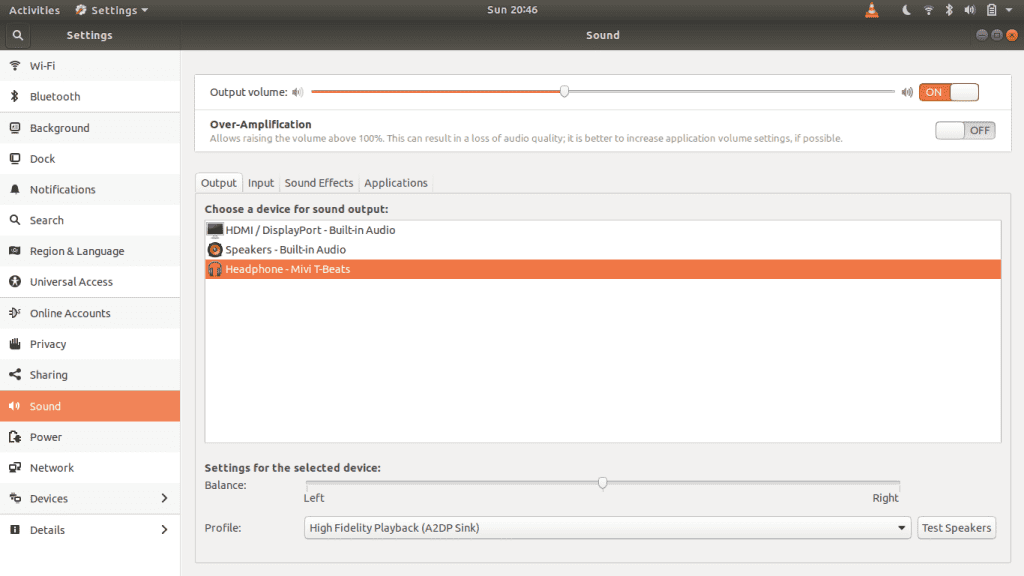 Activities Settings Sun 20:46
Settings Sound
Wi-Fi
Bluetooth
Background
Dock
Notifications
Search
Region & Language
Universal Access
Online Accounts
Privacy
Sharing
Sound
Power
Network
Devices
Details
Output volume: ON
Over-Amplification
Allows raising the volume above 100%. This can result in a loss of audio quality; it is better to increase application volume settings, if possible. OFF
Output Input Sound Effects Applications
Choose a device for sound output:
HDMI / DisplayPort - Built-in Audio
Speakers - Built-in Audio
Headphone - Mivi T-Beats
Settings for the selected device:
Balance:
Left Right
Profile: High Fidelity Playback (A2DP Sink) Test Speakers